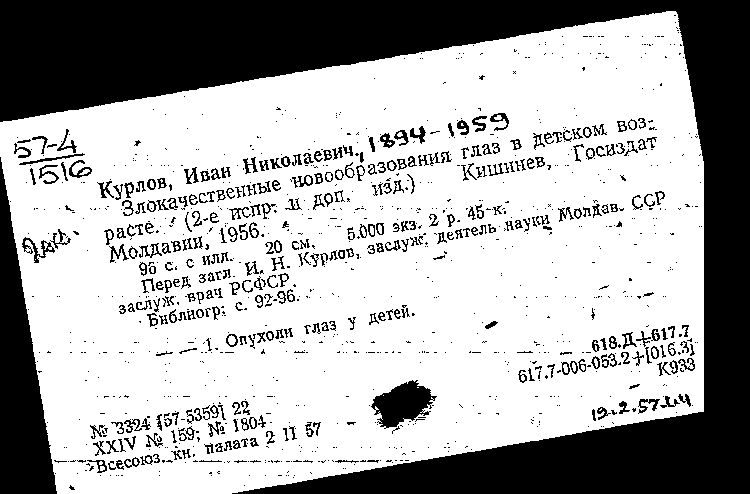 57-4
1516
Курлов, Иван Николаевич, 1894-1959
Злокачественные новообразования глаз в детском воз-
расте. (2-е испр. и доп. изд.) Кишинев, Госиздат
Молдавии, 1956.
96 с. с илл. 20 см. 5.000 экз. 2 р. 45 к.
Перед загл. И. Н. Курлов, заслуж. деятель науки Молдав. ССР
заслуж. врач РСФСР.
Библиогр: с. 92-96.
— — 1. Опухоли глаз у детей.
618.Д+617.7
617.7-006-053.2+[016.3]
К933
№ 3324 [57-5359] 22
XXIV № 159; № 1804
Всесоюз. кн. палата 2 II 57
19.2.57